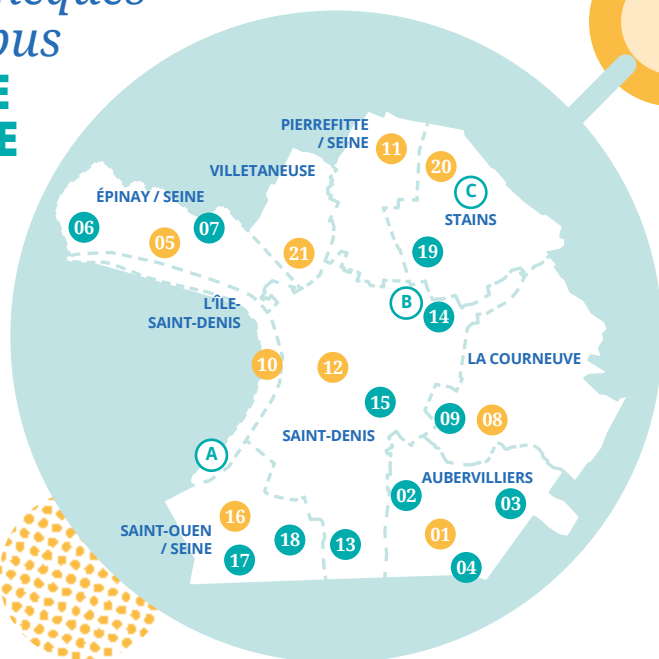 ous
E
E
PIERREFITTE
/ SEINE
11
20
VILLETANEUSE
C
ÉPINAY / SEINE
STAINS
06
05
07
21
19
L'ÎLE-
SAINT-DENIS
B
14
10
12
LA COURNEUVE
15
09
08
SAINT-DENIS
A
AUBERVILLIERS
02
03
16
SAINT-OUEN
/ SEINE
17
18
13
01
04